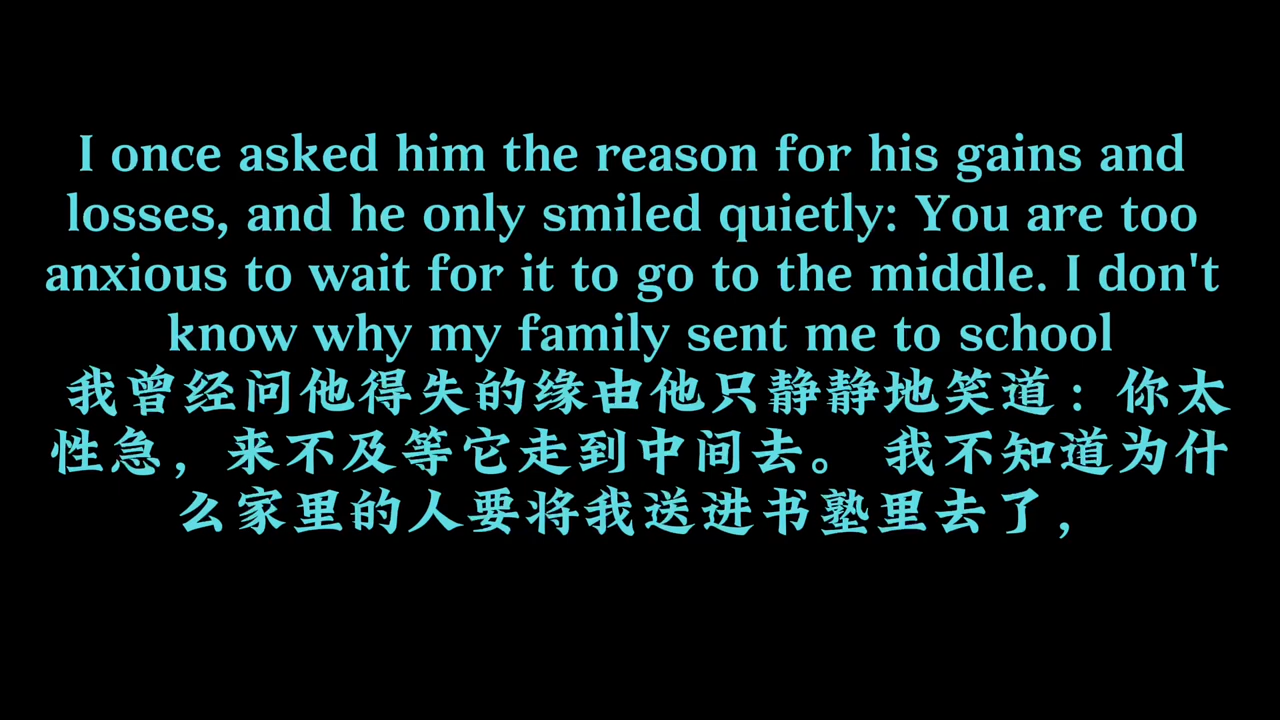 I once asked him the reason for his gains and
losses, and he only smiled quietly: You are too
anxious to wait for it to go to the middle. I don't
know why my family sent me to school
我曾经问他得失的缘由他只静静地笑道：你太
性急，来不及等它走到中间去。 我不知道为什
么家里的人要将我送进书塾里去了，